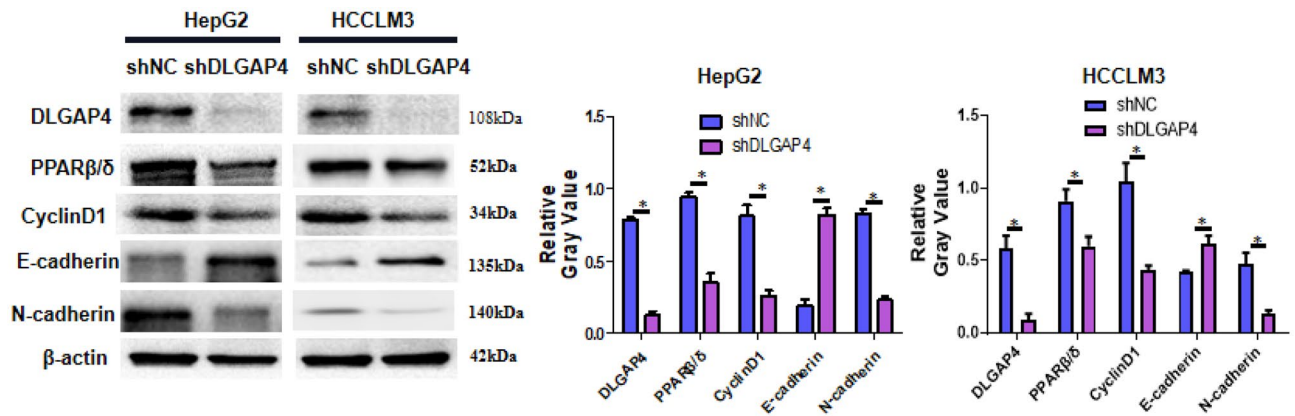 HepG2 HCCLM3
shNC shDLGAP4 shNC shDLGAP4
DLGAP4 108kDa
PPARβ/δ 52kDa
CyclinD1 34kDa
E-cadherin 135kDa
N-cadherin 140kDa
β-actin 42kDa
HepG2
shNC
shDLGAP4
Relative
Gray Value
1.5
1.0
0.5
0.0
* * * * *
DLGAP4 PPARβ/δ CyclinD1 E-cadherin N-cadherin
HCCLM3
shNC
shDLGAP4
Relative
Gray Value
1.5
1.0
0.5
0.0
* * * * *
DLGAP4 PPARβ/δ CyclinD1 E-cadherin N-cadherin